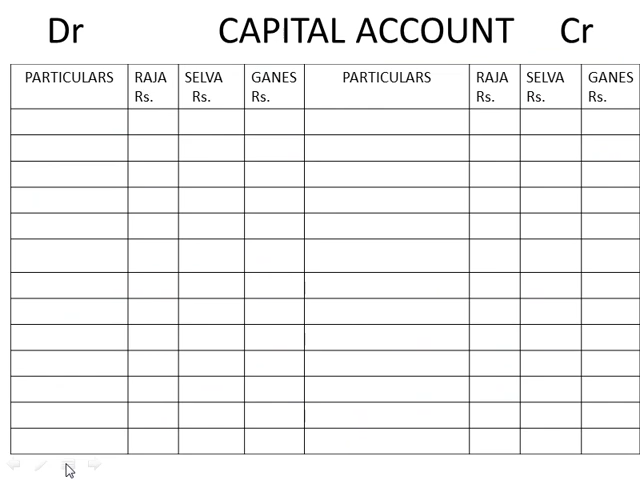 Dr CAPITAL ACCOUNT Cr
PARTICULARS RAJA SELVA GANES PARTICULARS RAJA SELVA GANES
Rs. Rs. Rs. Rs. Rs. Rs.